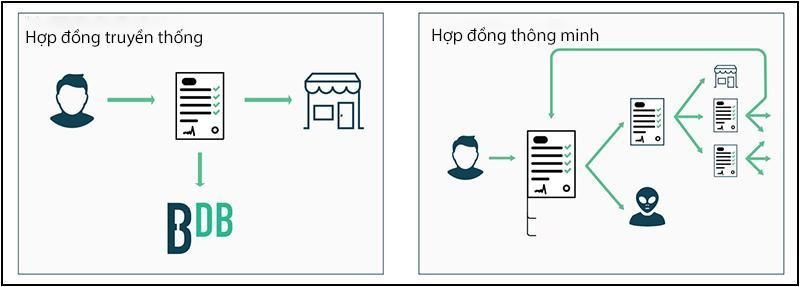 Hợp đồng truyền thống
Hợp đồng thông minh
BDB